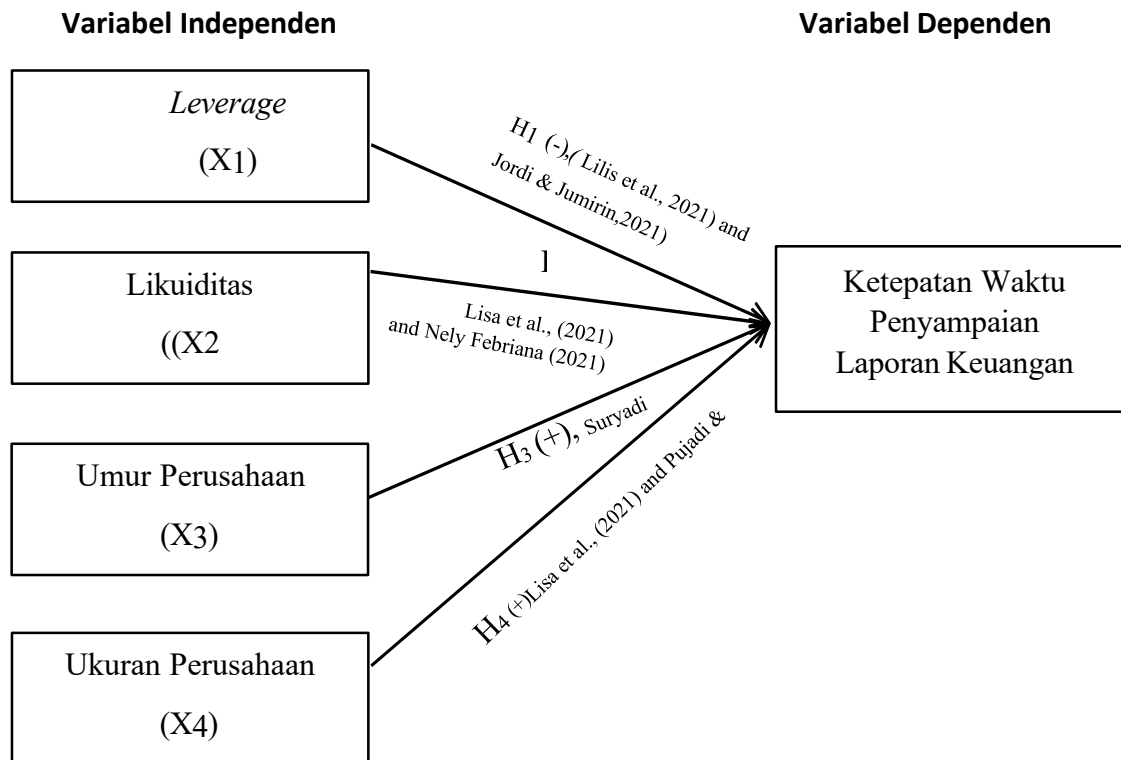 Variabel Independen
Variabel Dependen
Leverage
(X1)
H1 (-),( Lilis et al., 2021) and
Jordi & Jumirin,2021)
]
Likuiditas
((X2
Lisa et al., (2021)
and Nely Febriana (2021)
Ketepatan Waktu
Penyampaian
Laporan Keuangan
Umur Perusahaan
(X3)
H3 (+), Suryadi
Ukuran Perusahaan
(X4)
H4 (+)Lisa et al., (2021) and Pujadi &